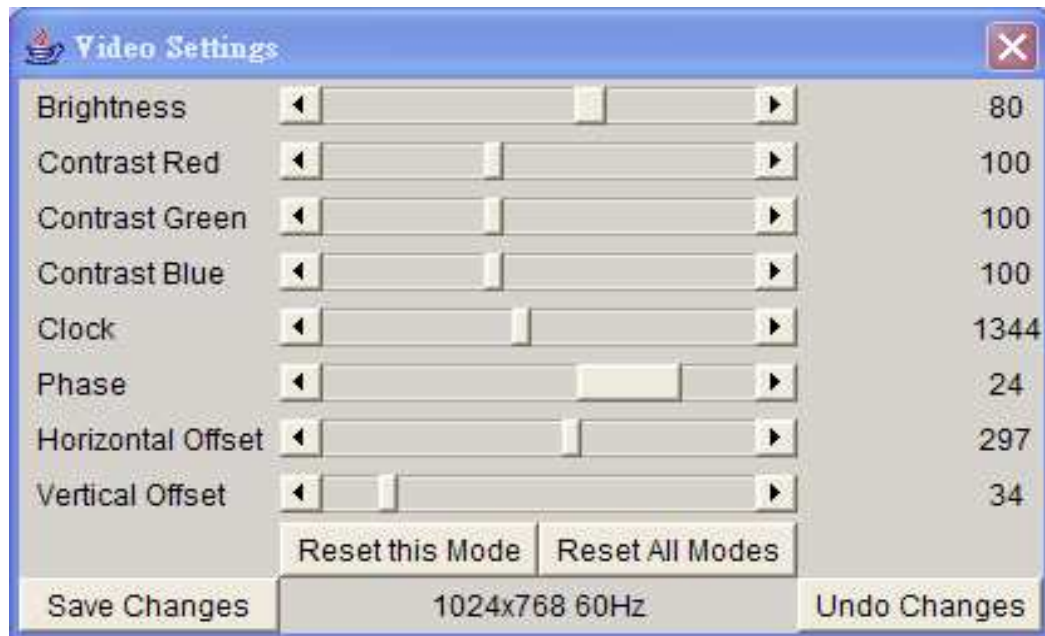 Video Settings
Brightness 80
Contrast Red 100
Contrast Green 100
Contrast Blue 100
Clock 1344
Phase 24
Horizontal Offset 297
Vertical Offset 34
Reset this Mode Reset All Modes
Save Changes 1024x768 60Hz Undo Changes